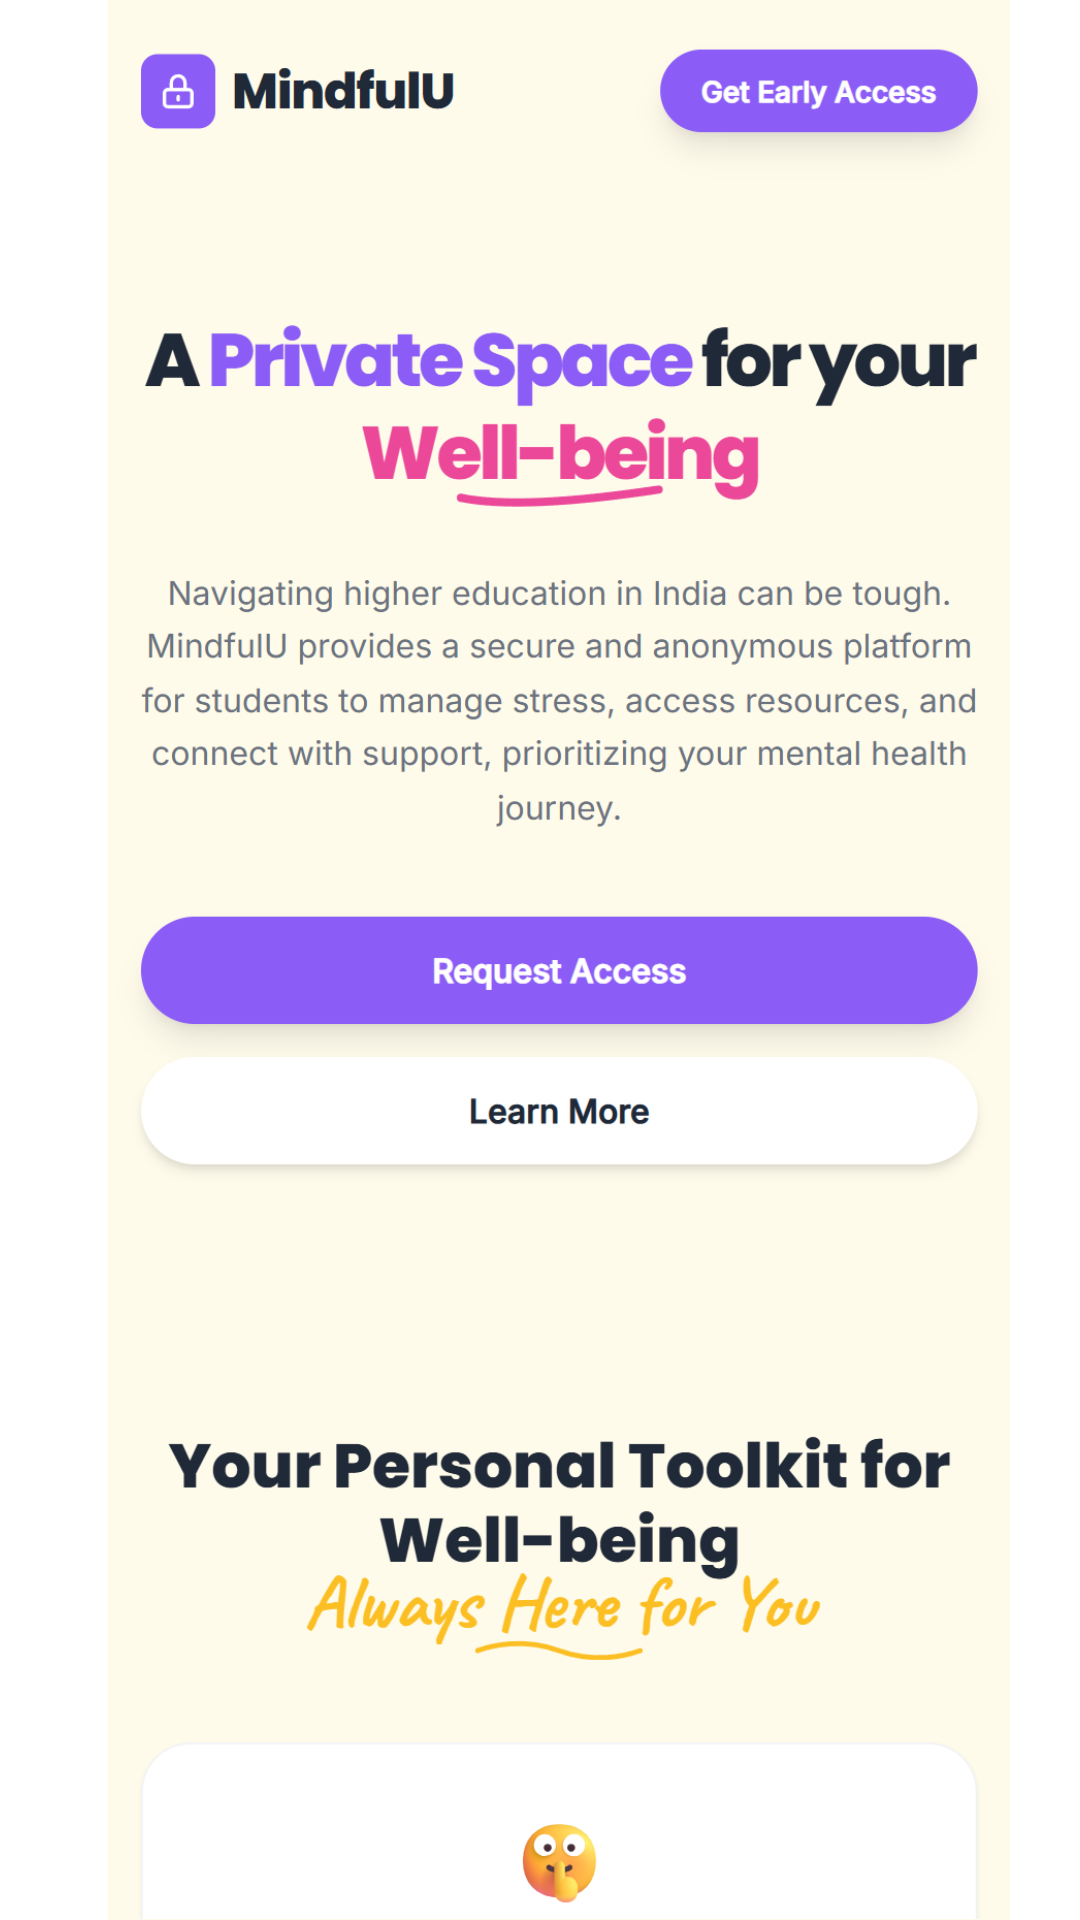 MindfulU
Get Early Access
A Private Space for your
Well-being
Navigating higher education in India can be tough.
MindfulU provides a secure and anonymous platform
for students to manage stress, access resources, and
connect with support, prioritizing your mental health
journey.
Request Access
Learn More
Your Personal Toolkit for
Well-being
Always Here for You